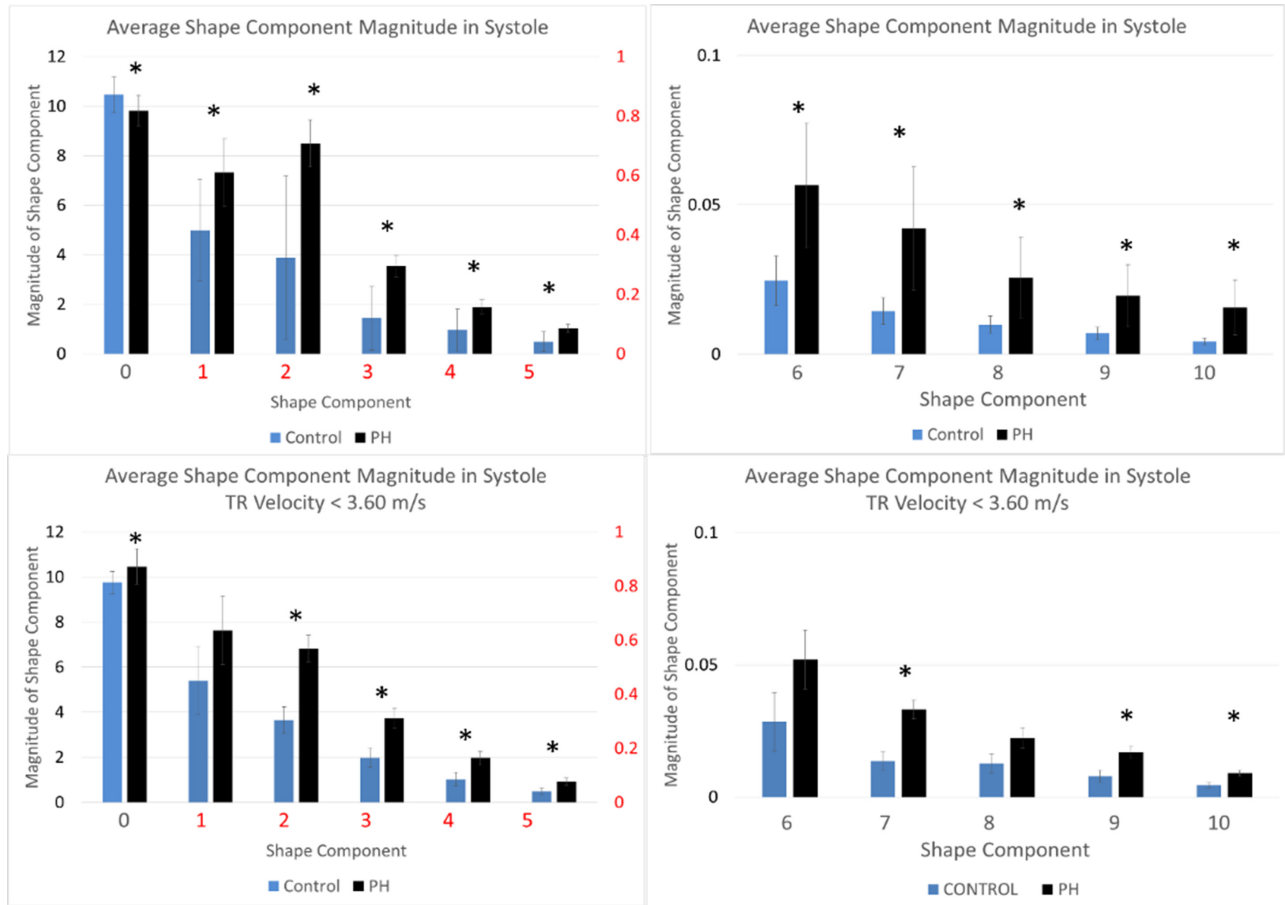 Average Shape Component Magnitude in Systole
Magnitude of Shape Component
12
10
8
6
4
2
0
1
0.8
0.6
0.4
0.2
0
* * * * * *
0 1 2 3 4 5
Shape Component
Control PH
Average Shape Component Magnitude in Systole
Magnitude of Shape Component
0.1
0.05
0
* * * * *
6 7 8 9 10
Shape Component
Control PH
Average Shape Component Magnitude in Systole
TR Velocity < 3.60 m/s
Magnitude of Shape Component
12
10
8
6
4
2
0
1
0.8
0.6
0.4
0.2
0
* * * * *
0 1 2 3 4 5
Shape Component
Control PH
Average Shape Component Magnitude in Systole
TR Velocity < 3.60 m/s
Magnitude of Shape Component
0.1
0.05
0
* * *
6 7 8 9 10
Shape Component
CONTROL PH